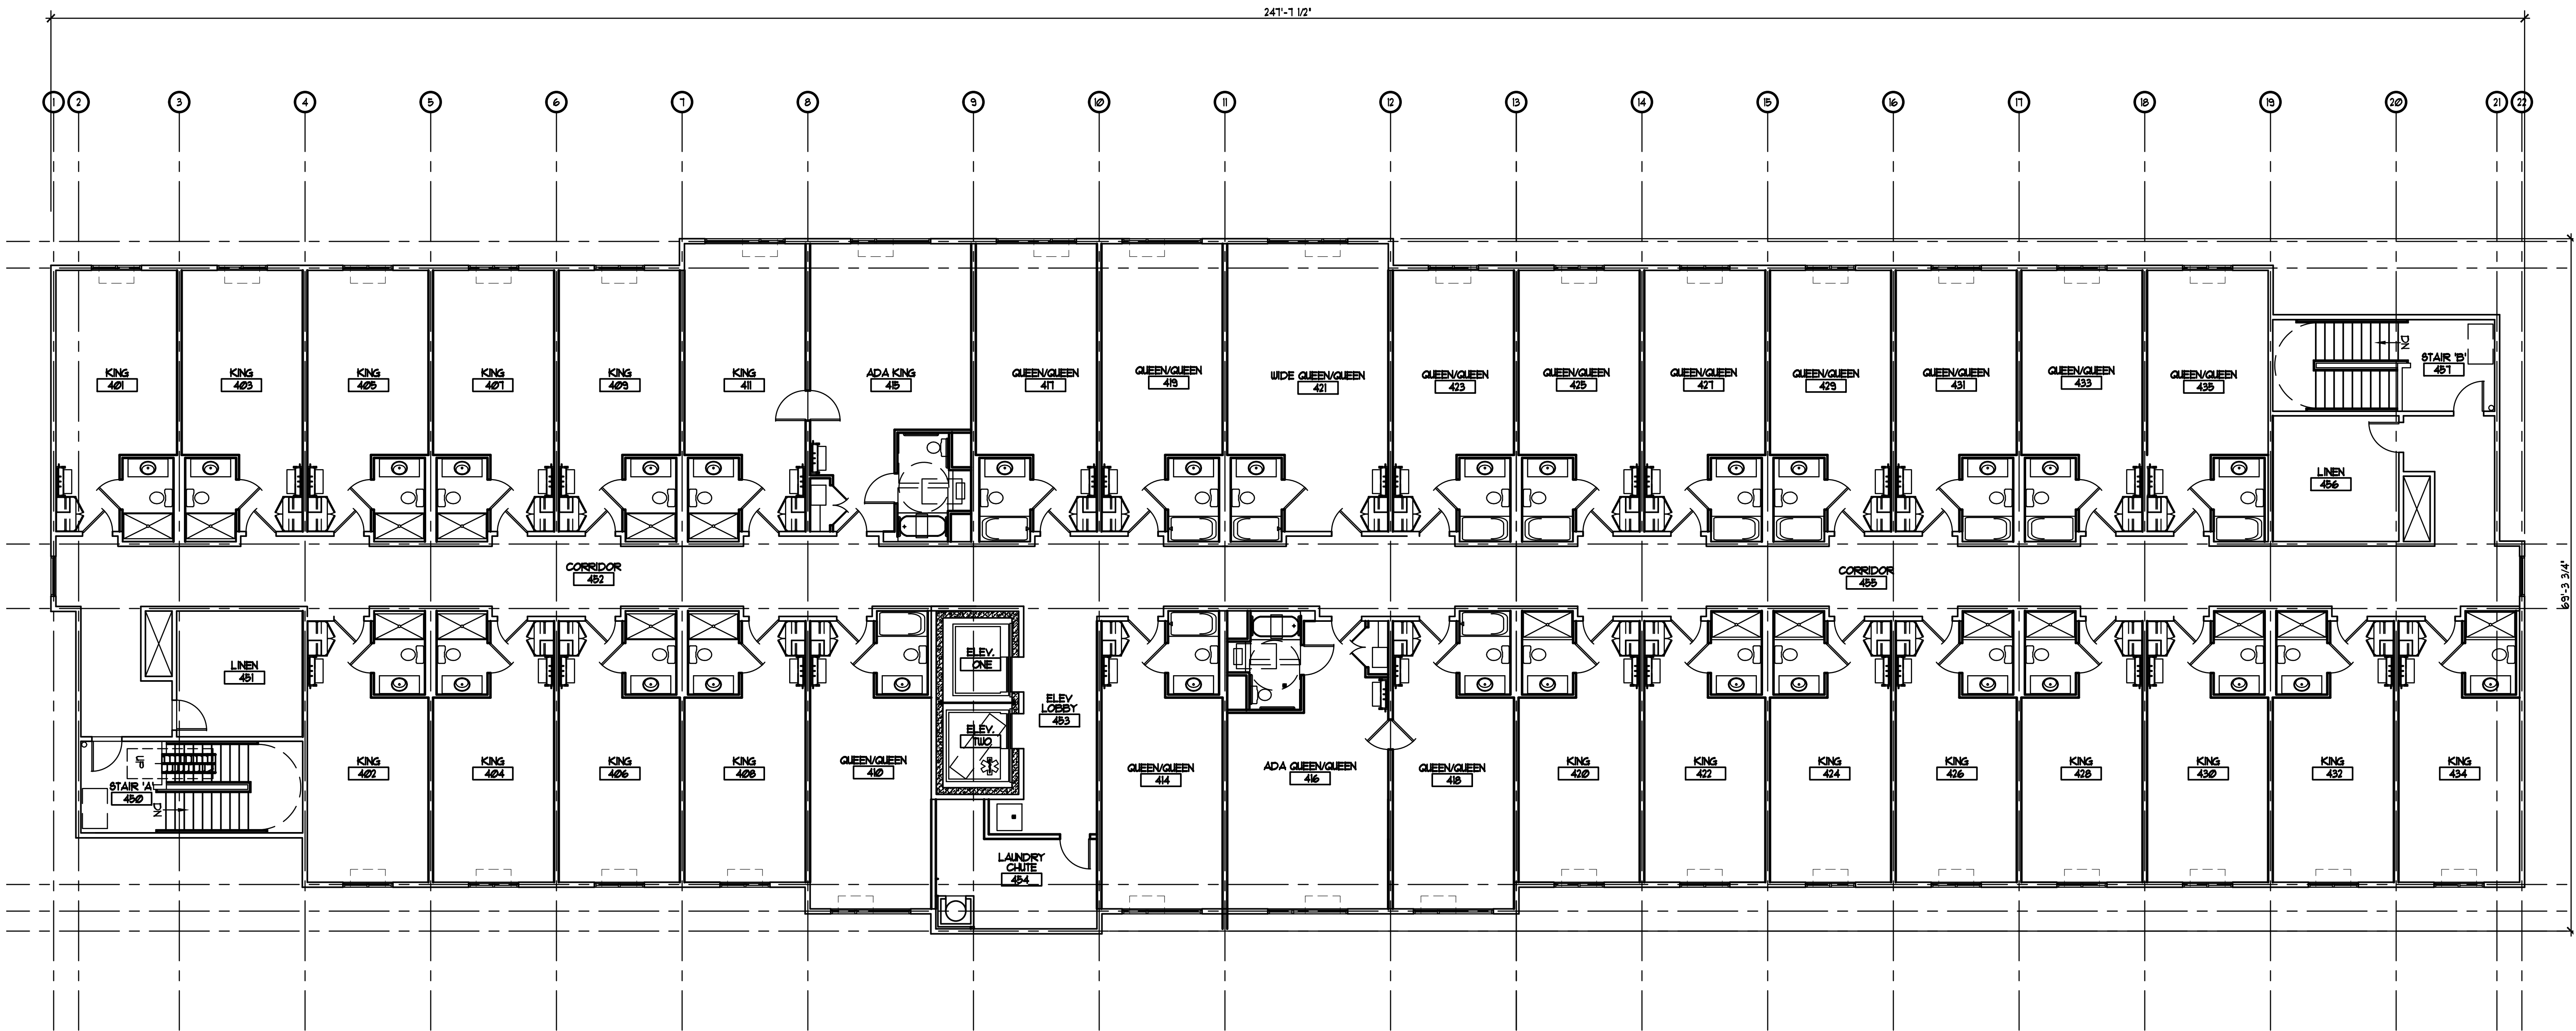 247'-7 1/2"
1 2 3 4 5 6 7 8 9 10 11 12 13 14 15 16 17 18 19 20 21 22
KING
401
KING
403
KING
405
KING
407
KING
409
KING
411
ADA KING
415
QUEEN/QUEEN
417
QUEEN/QUEEN
419
WIDE QUEEN/QUEEN
421
QUEEN/QUEEN
423
QUEEN/QUEEN
425
QUEEN/QUEEN
427
QUEEN/QUEEN
429
QUEEN/QUEEN
431
QUEEN/QUEEN
433
QUEEN/QUEEN
435
DN
STAIR 'B'
457
LINEN
456
CORRIDOR
452
CORRIDOR
455
69'-3 3/4"
LINEN
451
UP
STAIR 'A'
450
DN
KING
402
KING
404
KING
406
KING
408
QUEEN/QUEEN
410
ELEV.
ONE
ELEV.
TWO
ELEV
LOBBY
453
LAUNDRY
CHUTE
454
QUEEN/QUEEN
414
ADA QUEEN/QUEEN
416
QUEEN/QUEEN
418
KING
420
KING
422
KING
424
KING
426
KING
428
KING
430
KING
432
KING
434